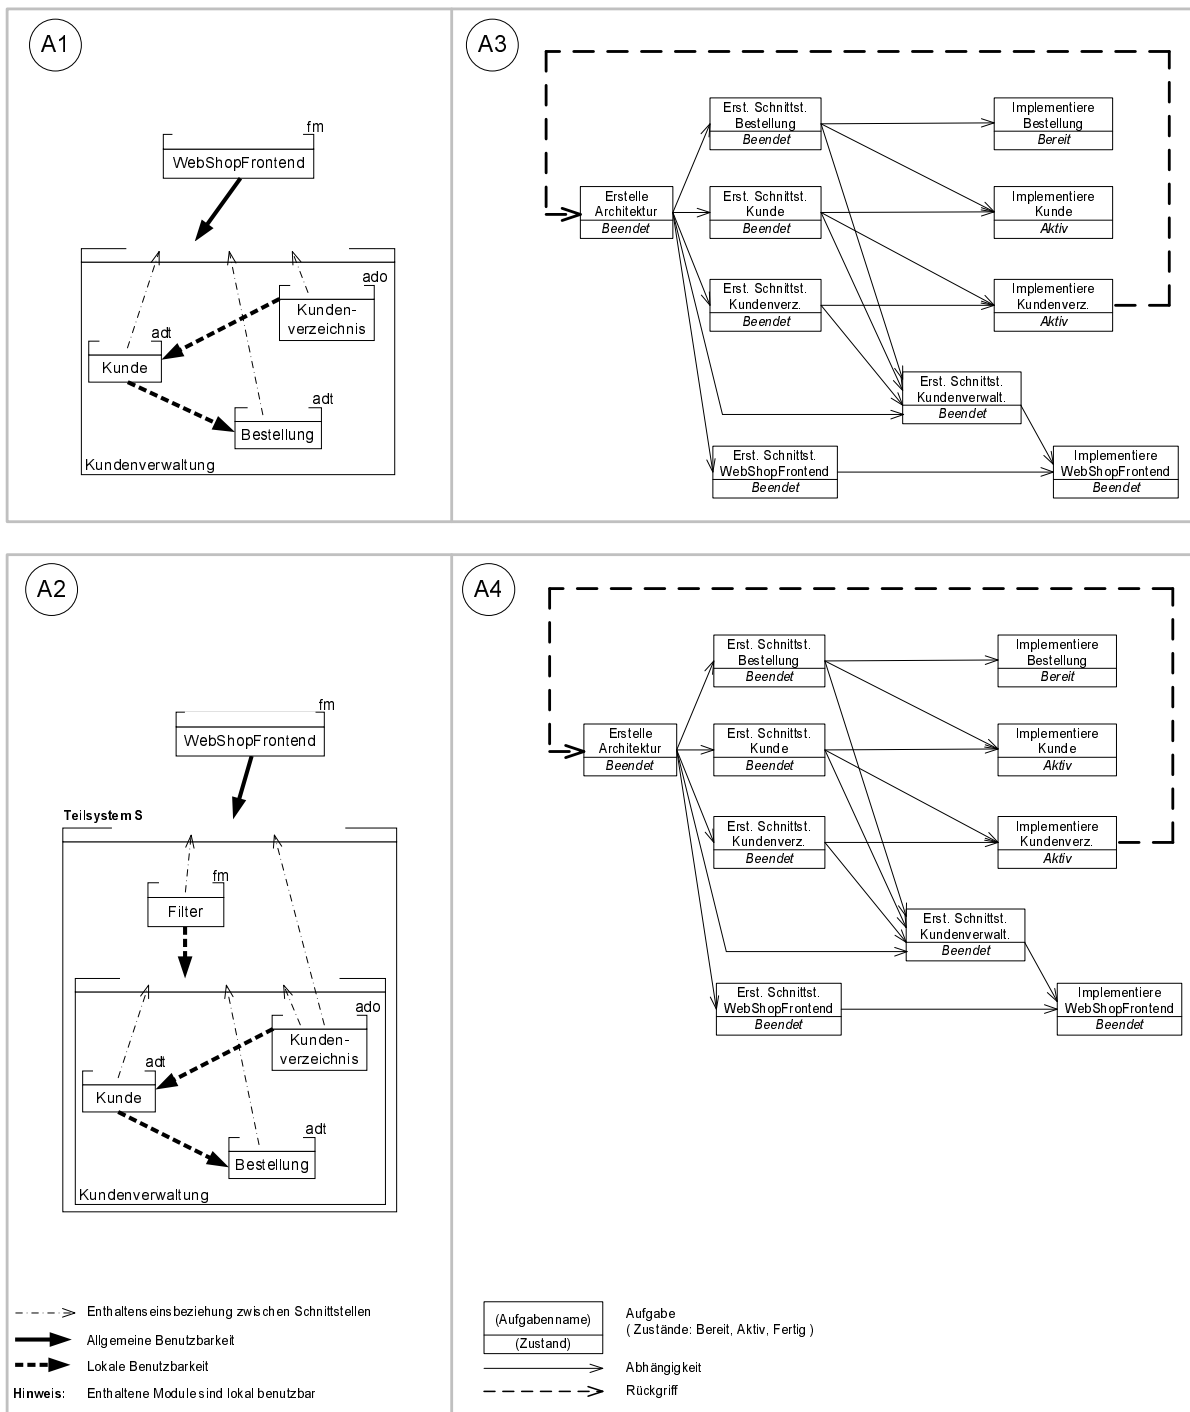 A1
fm
WebShopFrontend
ado
Kunden-
verzeichnis
adt
Kunde
adt
Bestellung
Kundenverwaltung
A3
Erst. Schnittst.
Bestellung
Beendet
Implementiere
Bestellung
Bereit
Erstelle
Architektur
Beendet
Erst. Schnittst.
Kunde
Beendet
Implementiere
Kunde
Aktiv
Erst. Schnittst.
Kundenverz.
Beendet
Implementiere
Kundenverz.
Aktiv
Erst. Schnittst.
Kundenverwalt.
Beendet
Erst. Schnittst.
WebShopFrontend
Beendet
Implementiere
WebShopFrontend
Beendet
A2
fm
WebShopFrontend
Teilsystem S
fm
Filter
ado
Kunden-
verzeichnis
adt
Kunde
adt
Bestellung
Kundenverwaltung
A4
Erst. Schnittst.
Bestellung
Beendet
Implementiere
Bestellung
Bereit
Erstelle
Architektur
Beendet
Erst. Schnittst.
Kunde
Beendet
Implementiere
Kunde
Aktiv
Erst. Schnittst.
Kundenverz.
Beendet
Implementiere
Kundenverz.
Aktiv
Erst. Schnittst.
Kundenverwalt.
Beendet
Erst. Schnittst.
WebShopFrontend
Beendet
Implementiere
WebShopFrontend
Beendet
Enthaltenseinsbeziehung zwischen Schnittstellen
Allgemeine Benutzbarkeit
Lokale Benutzbarkeit
Hinweis: Enthaltene Module sind lokal benutzbar
(Aufgabenname)
(Zustand)
Aufgabe
( Zustände: Bereit, Aktiv, Fertig )
Abhängigkeit
Rückgriff